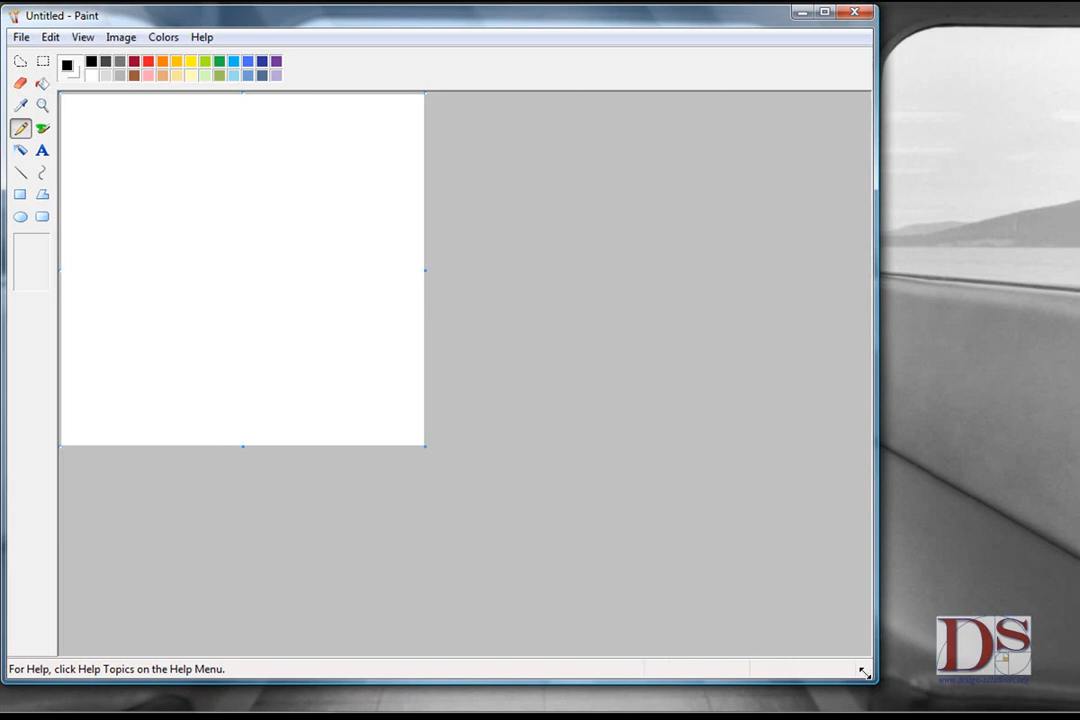 Untitled - Paint
File Edit View Image Colors Help
A
For Help, click Help Topics on the Help Menu.
DS